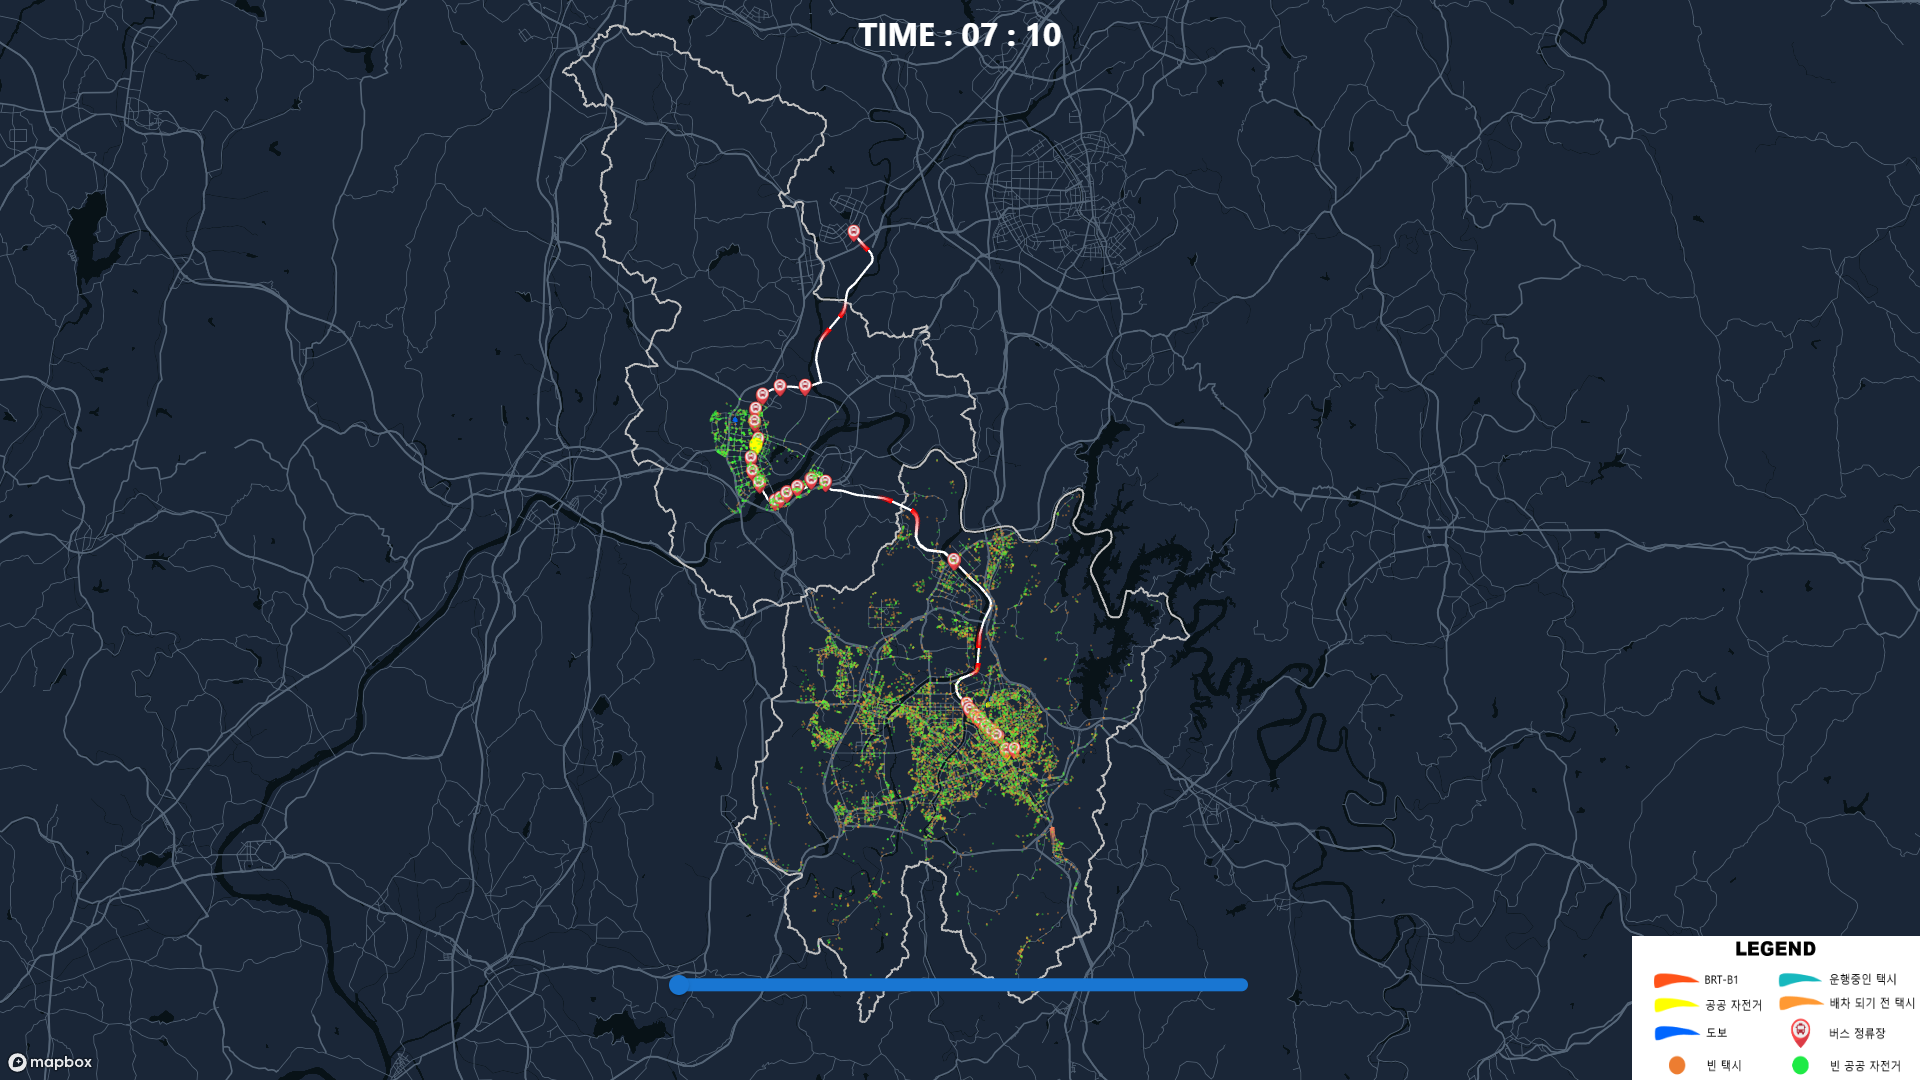 TIME : 07 : 10
LEGEND
BRT-B1
운행중인 택시
공공 자전거
배차 되기 전 택시
도보
버스 정류장
빈 택시
빈 공공 자전거
mapbox